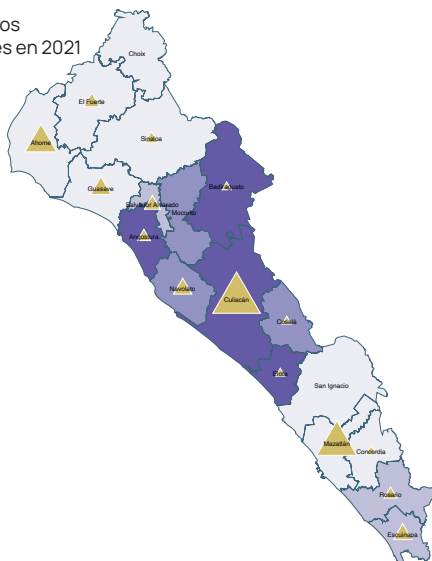 os
es en 2021
Choix
El Fuerte
Sinaloa
Ahome
Guasave
Badiraguato
Salvador Alvarado
Mocorito
Angostura
Navolato
Culiacán
Cosalá
Elota
San Ignacio
Mazatlán
Concordia
Rosario
Escuinapa